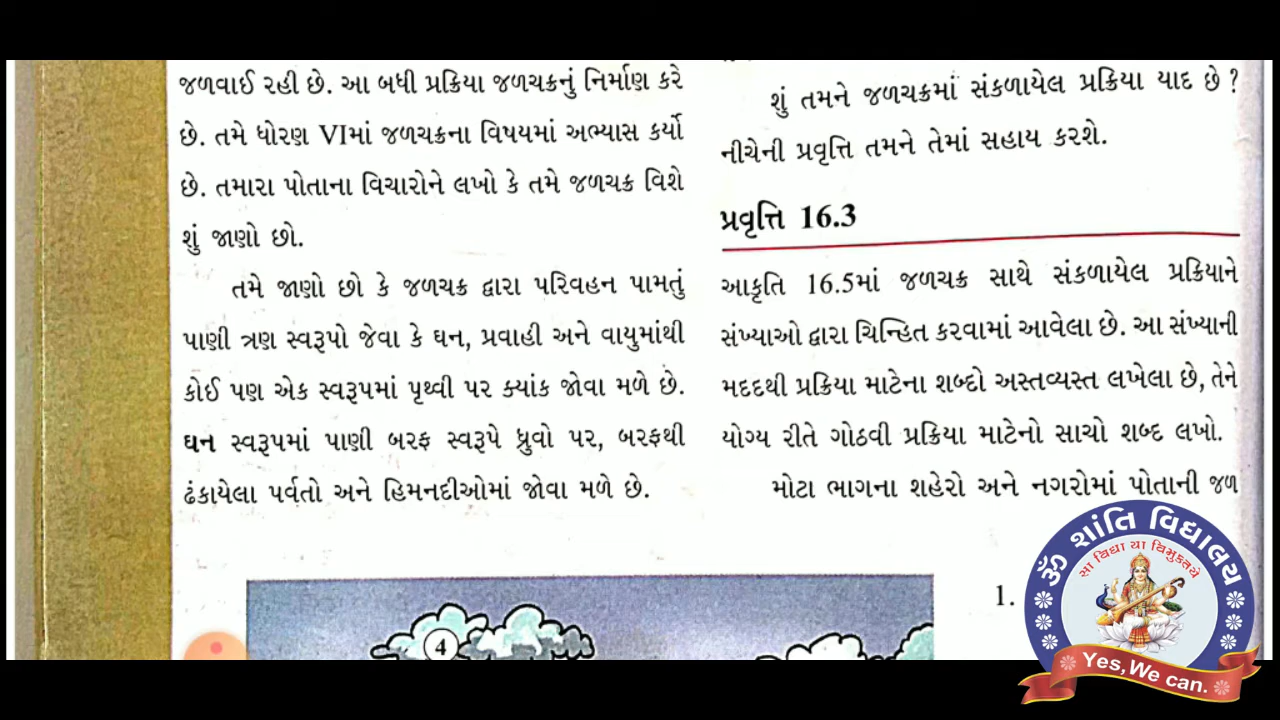 જળવાઈ રહી છે. આ બધી પ્રક્રિયા જળચક્રનું નિર્માણ કરે
છે. તમે ધોરણ VIમાં જળચક્રના વિષયમાં અભ્યાસ કર્યો
છે. તમારા પોતાના વિચારોને લખો કે તમે જળચક્ર વિશે
શું જાણો છો.
તમે જાણો છો કે જળચક્ર દ્વારા પરિવહન પામતું
પાણી ત્રણ સ્વરૂપો જેવા કે ઘન, પ્રવાહી અને વાયુમાંથી
કોઈ પણ એક સ્વરૂપમાં પૃથ્વી પર ક્યાંક જોવા મળે છે.
ઘન સ્વરૂપમાં પાણી બરફ સ્વરૂપે ધ્રુવો પર, બરફથી
ઢંકાયેલા પર્વતો અને હિમનદીઓમાં જોવા મળે છે.
શું તમને જળચક્રમાં સંકળાયેલ પ્રક્રિયા યાદ છે ?
નીચેની પ્રવૃત્તિ તમને તેમાં સહાય કરશે.
પ્રવૃત્તિ 16.3
આકૃતિ 16.5માં જળચક્ર સાથે સંકળાયેલ પ્રક્રિયાને
સંખ્યાઓ દ્વારા ચિન્હિત કરવામાં આવેલા છે. આ સંખ્યાની
મદદથી પ્રક્રિયા માટેના શબ્દો અસ્તવ્યસ્ત લખેલા છે, તેને
યોગ્ય રીતે ગોઠવી પ્રક્રિયા માટેનો સાચો શબ્દ લખો.
મોટા ભાગના શહેરો અને નગરોમાં પોતાની જળ
4
1.
ૐ શાંતિ વિદ્યાલય
સા વિદ્યા યા વિમુક્તયે
Yes, We can.